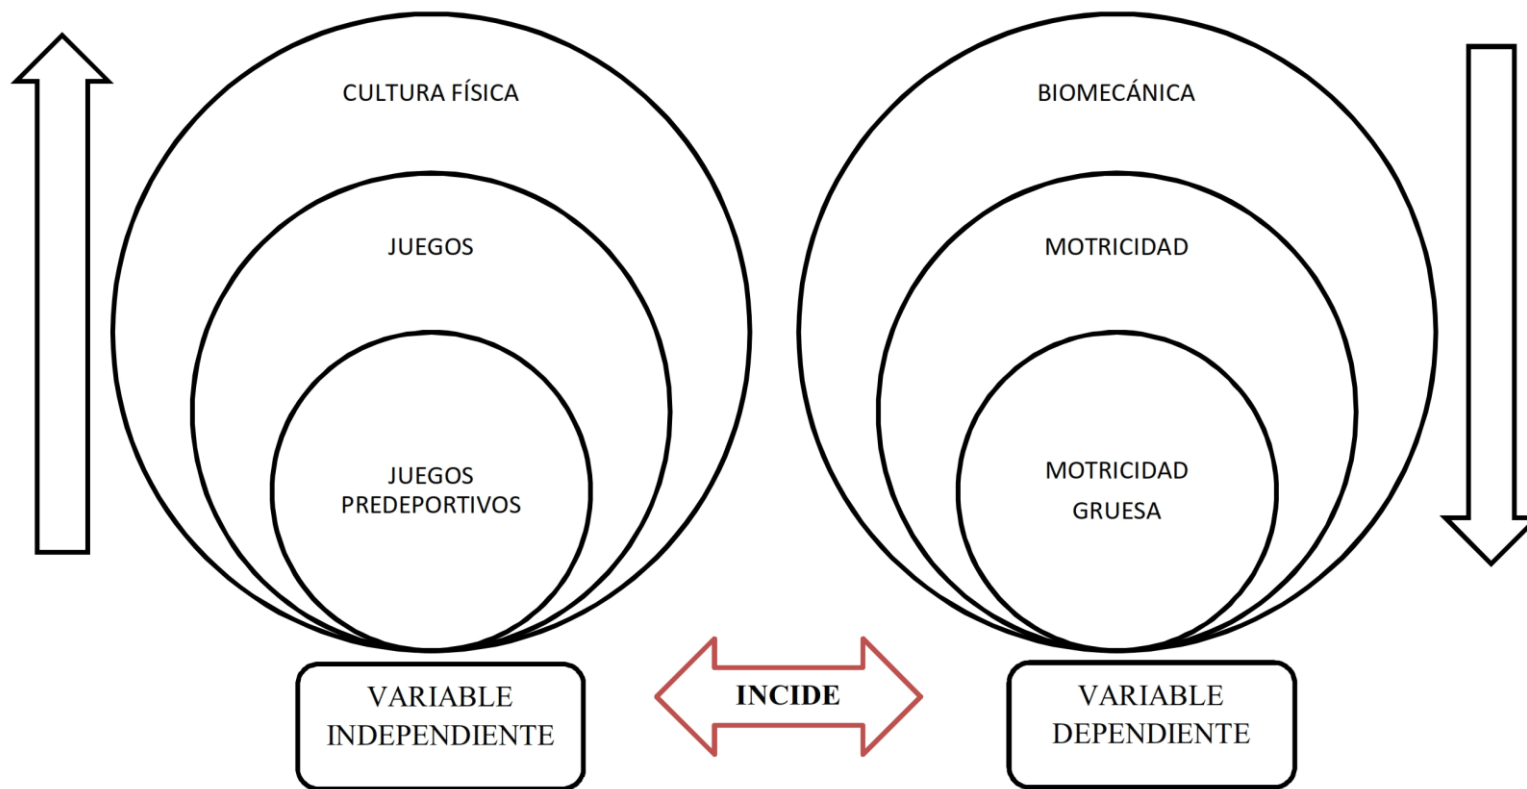 CULTURA FÍSICA
JUEGOS
JUEGOS
PREDEPORTIVOS
VARIABLE
INDEPENDIENTE
INCIDE
BIOMECÁNICA
MOTRICIDAD
MOTRICIDAD
GRUESA
VARIABLE
DEPENDIENTE